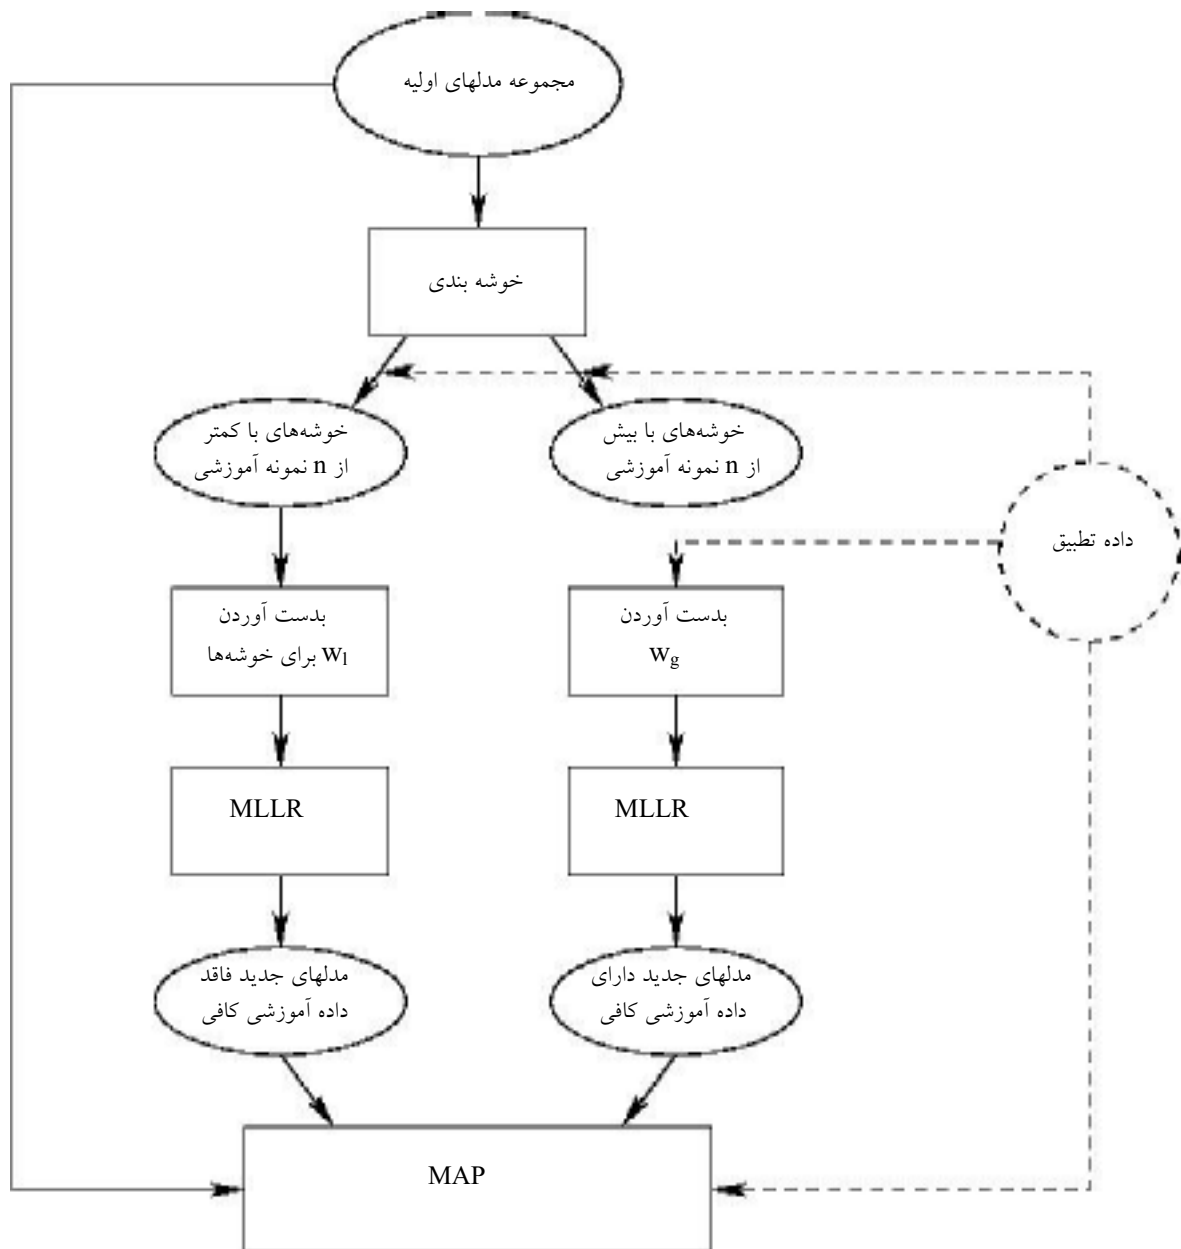 مجموعه مدلهای اولیه
خوشه بندی
خوشه‌های با کمتر
از n نمونه آموزشی
خوشه‌های با بیش
از n نمونه آموزشی
داده تطبیق
بدست آوردن
w_l برای خوشه‌ها
بدست آوردن
w_g
MLLR
MLLR
مدلهای جدید فاقد
داده آموزشی کافی
مدلهای جدید دارای
داده آموزشی کافی
MAP